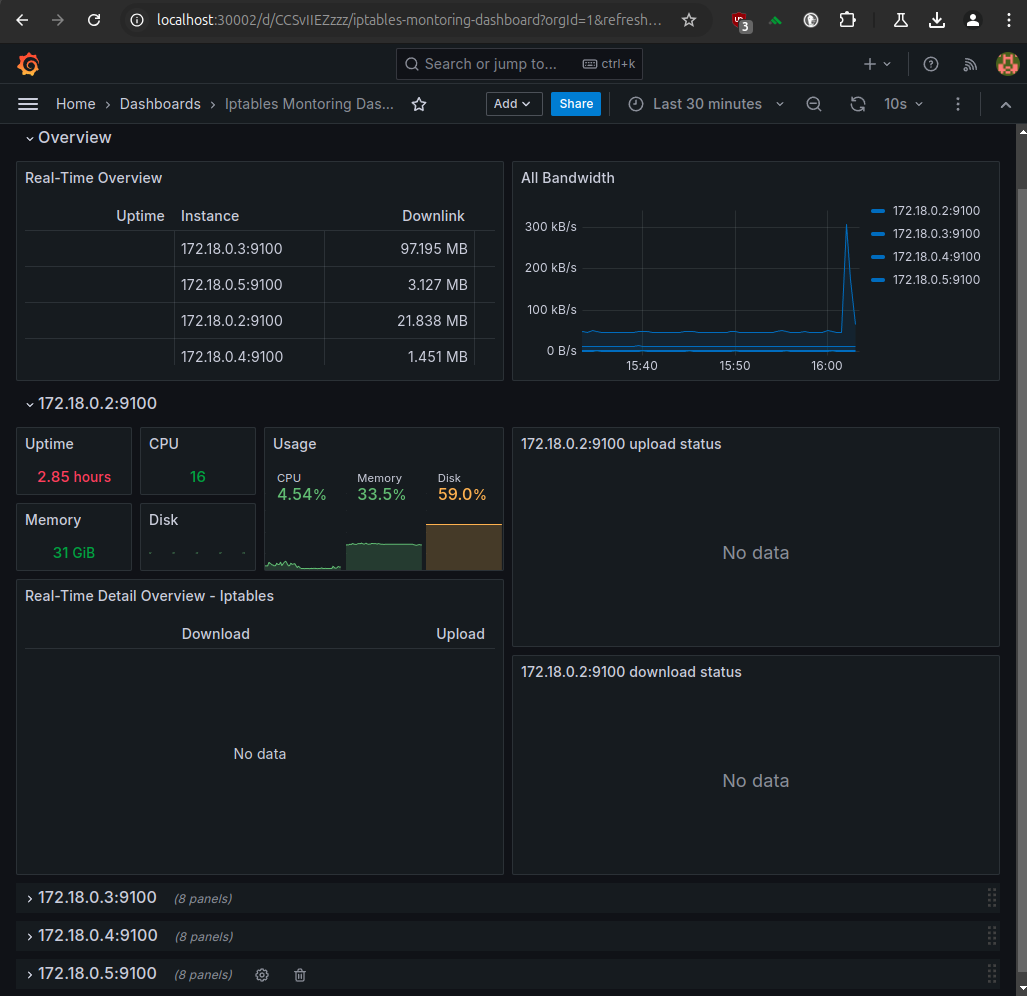 localhost:30002/d/CCSvIIEZzzz/iptables-montoring-dashboard?orgId=1&refresh...
3
Search or jump to... ctrl+k
Home › Dashboards › Iptables Montoring Das... Add Share Last 30 minutes 10s
Overview
Real-Time Overview
Uptime Instance Downlink
172.18.0.3:9100 97.195 MB
172.18.0.5:9100 3.127 MB
172.18.0.2:9100 21.838 MB
172.18.0.4:9100 1.451 MB
All Bandwidth
300 kB/s
200 kB/s
100 kB/s
0 B/s
15:40 15:50 16:00
172.18.0.2:9100
172.18.0.3:9100
172.18.0.4:9100
172.18.0.5:9100
172.18.0.2:9100
Uptime
2.85 hours
CPU
16
Memory
31 GiB
Disk
Usage
CPU Memory Disk
4.54% 33.5% 59.0%
172.18.0.2:9100 upload status
No data
Real-Time Detail Overview - Iptables
Download Upload
No data
172.18.0.2:9100 download status
No data
172.18.0.3:9100 (8 panels)
172.18.0.4:9100 (8 panels)
172.18.0.5:9100 (8 panels)